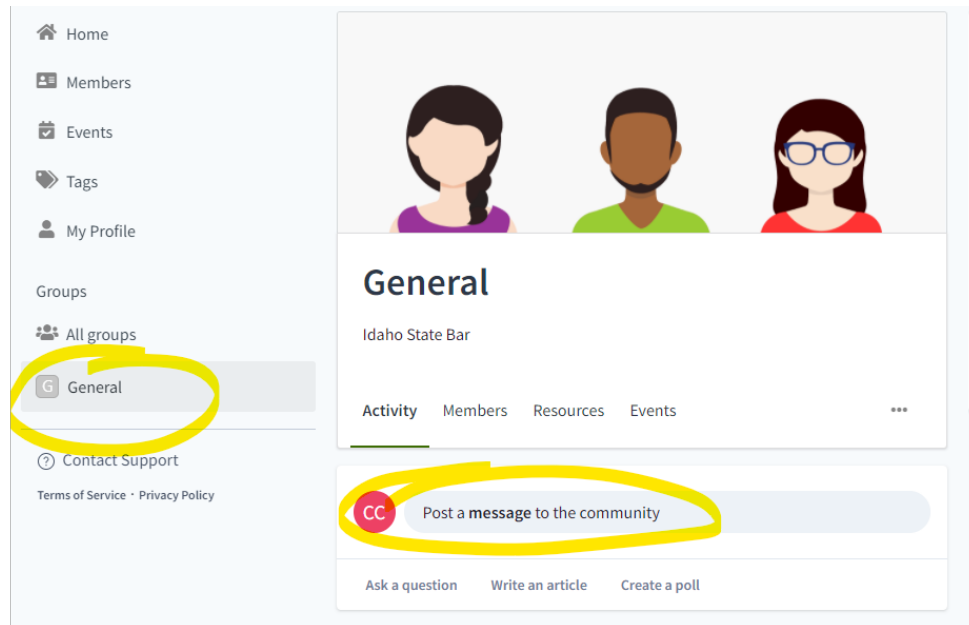 Home
Members
Events
Tags
My Profile
Groups
All groups
G General
Contact Support
Terms of Service · Privacy Policy
General
Idaho State Bar
Activity Members Resources Events
CC Post a message to the community
Ask a question Write an article Create a poll